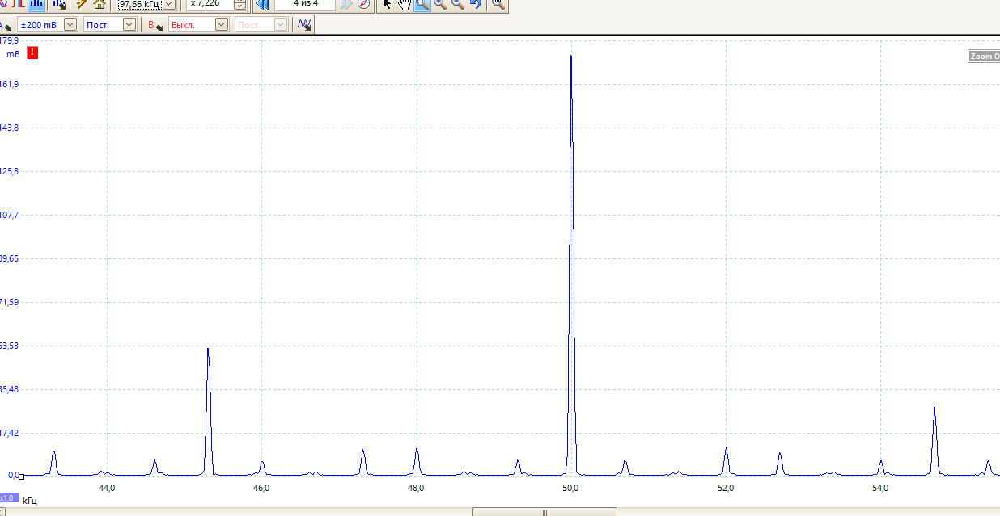 97,66 кГц x 7,226 4 из 4
A ±200 mВ Пост. B Выкл. Пост.
179,9
mВ !
Zoom O
161,9
143,8
125,8
107,7
89,65
71,59
53,53
35,48
17,42
0,0
44,0 46,0 48,0 50,0 52,0 54,0
x1.0 кГц